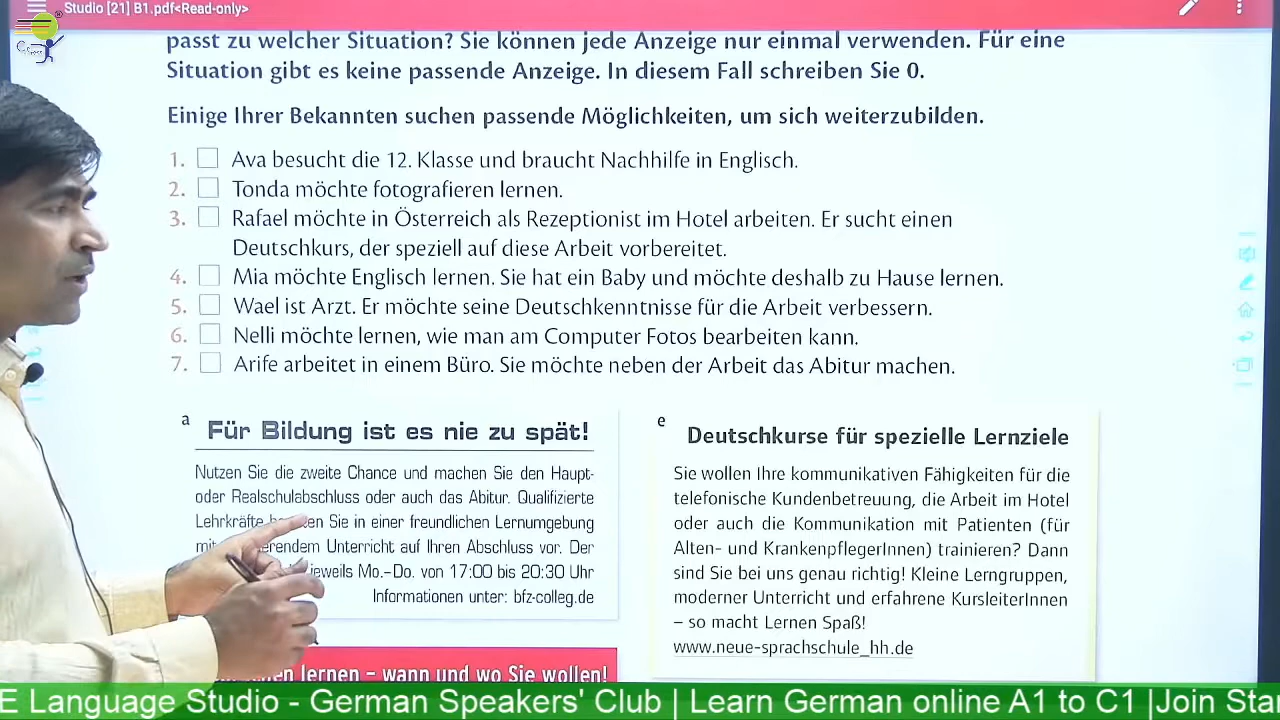 Studio [21] B1.pdf<Read-only>
passt zu welcher Situation? Sie können jede Anzeige nur einmal verwenden. Für eine
Situation gibt es keine passende Anzeige. In diesem Fall schreiben Sie 0.
Einige Ihrer Bekannten suchen passende Möglichkeiten, um sich weiterzubilden.
1. Ava besucht die 12. Klasse und braucht Nachhilfe in Englisch.
2. Tonda möchte fotografieren lernen.
3. Rafael möchte in Österreich als Rezeptionist im Hotel arbeiten. Er sucht einen
Deutschkurs, der speziell auf diese Arbeit vorbereitet.
4. Mia möchte Englisch lernen. Sie hat ein Baby und möchte deshalb zu Hause lernen.
5. Wael ist Arzt. Er möchte seine Deutschkenntnisse für die Arbeit verbessern.
6. Nelli möchte lernen, wie man am Computer Fotos bearbeiten kann.
7. Arife arbeitet in einem Büro. Sie möchte neben der Arbeit das Abitur machen.
a
Für Bildung ist es nie zu spät!
Nutzen Sie die zweite Chance und machen Sie den Haupt-
oder Realschulabschluss oder auch das Abitur. Qualifizierte
Lehrkräfte Sie in einer freundlichen Lernumgebung
Unterricht auf Ihren Abschluss vor. Der
jeweils Mo.–Do. von 17:00 bis 20:30 Uhr
Informationen unter: bfz-colleg.de
lernen – wann und wo Sie wollen!
e
Deutschkurse für spezielle Lernziele
Sie wollen Ihre kommunikativen Fähigkeiten für die
telefonische Kundenbetreuung, die Arbeit im Hotel
oder auch die Kommunikation mit Patienten (für
Alten- und KrankenpflegerInnen) trainieren? Dann
sind Sie bei uns genau richtig! Kleine Lerngruppen,
moderner Unterricht und erfahrene KursleiterInnen
– so macht Lernen Spaß!
www.neue-sprachschule_hh.de
E Language Studio - German Speakers' Club | Learn German online A1 to C1 |Join Star